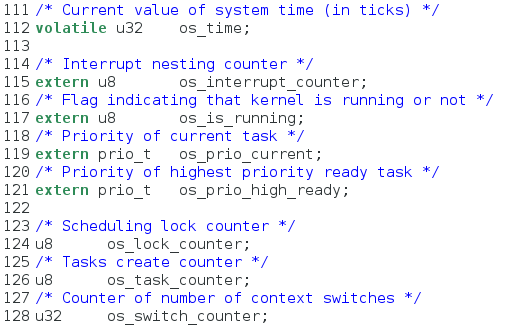 111 /* Current value of system time (in ticks) */
112 volatile u32    os_time;
113
114 /* Interrupt nesting counter */
115 extern u8       os_interrupt_counter;
116 /* Flag indicating that kernel is running or not */
117 extern u8       os_is_running;
118 /* Priority of current task */
119 extern prio_t   os_prio_current;
120 /* Priority of highest priority ready task */
121 extern prio_t   os_prio_high_ready;
122
123 /* Scheduling lock counter */
124 u8      os_lock_counter;
125 /* Tasks create counter */
126 u8      os_task_counter;
127 /* Counter of number of context switches */
128 u32     os_switch_counter;